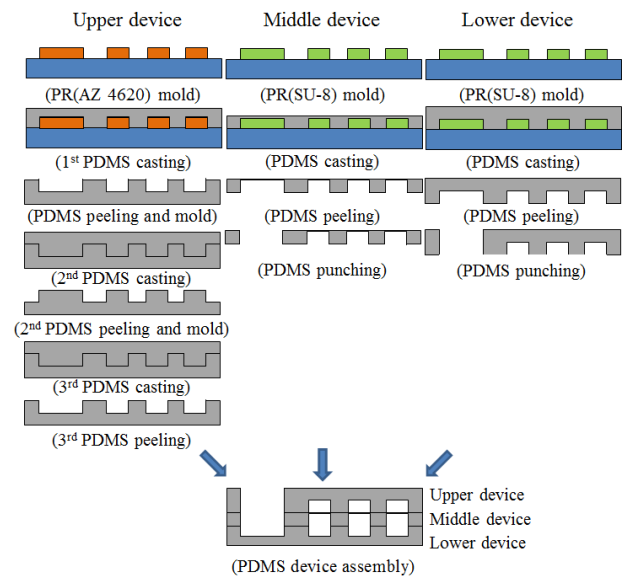 Upper device
Middle device
Lower device
(PR(AZ 4620) mold)
(PR(SU-8) mold)
(PR(SU-8) mold)
(1st PDMS casting)
(PDMS casting)
(PDMS casting)
(PDMS peeling and mold)
(PDMS peeling)
(PDMS peeling)
(2nd PDMS casting)
(PDMS punching)
(PDMS punching)
(2nd PDMS peeling and mold)
(3rd PDMS casting)
(3rd PDMS peeling)
Upper device
Middle device
Lower device
(PDMS device assembly)